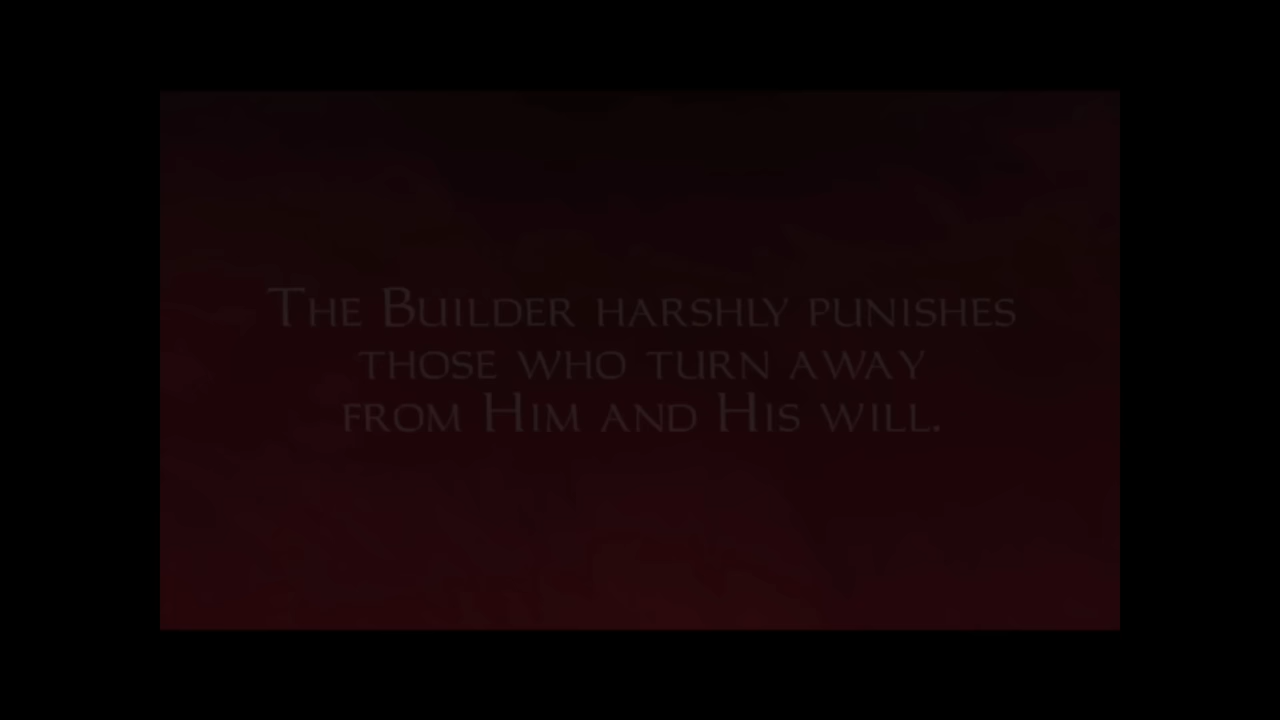 The Builder harshly punishes
those who turn away
from Him and His will.